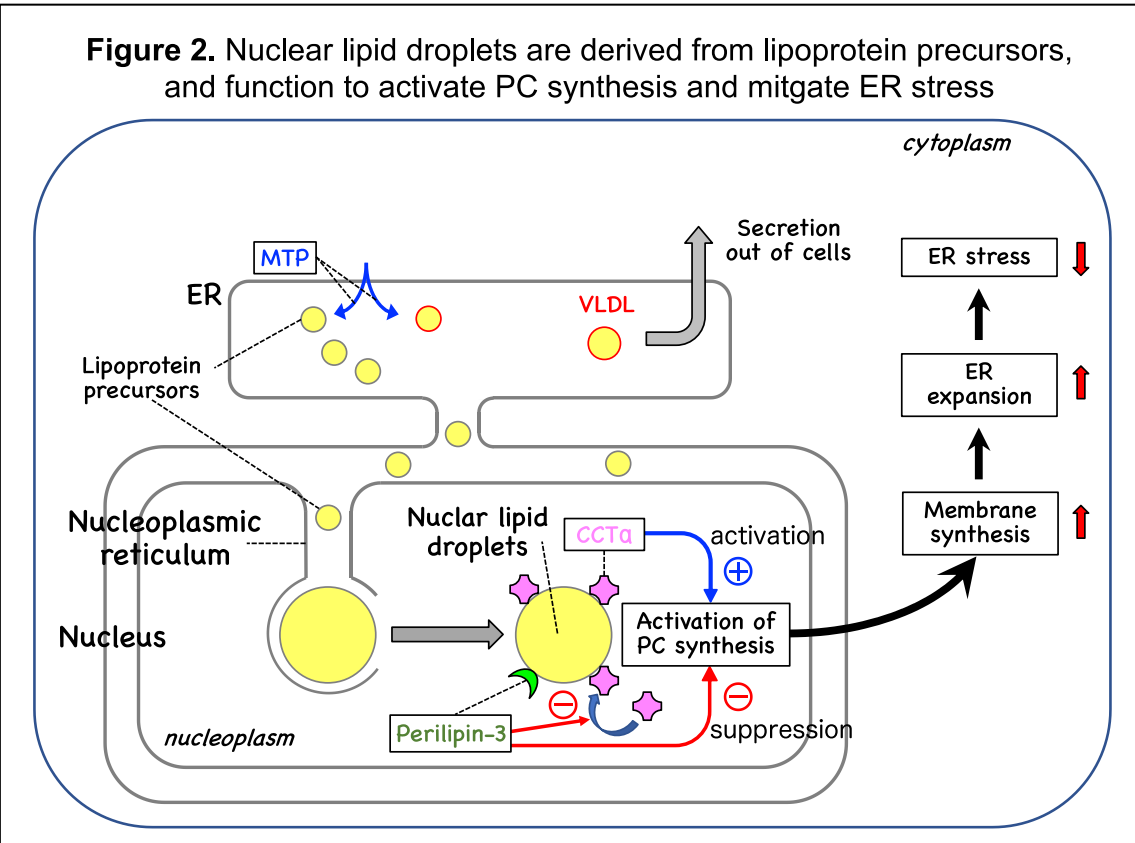 Figure 2. Nuclear lipid droplets are derived from lipoprotein precursors,
and function to activate PC synthesis and mitgate ER stress
cytoplasm
Secretion
out of cells
MTP
ER
VLDL
ER stress
Lipoprotein
precursors
ER
expansion
Nucleoplasmic
reticulum
Nuclar lipid
droplets
CCTα
activation
Membrane
synthesis
Nucleus
Activation of
PC synthesis
Perilipin-3
suppression
nucleoplasm